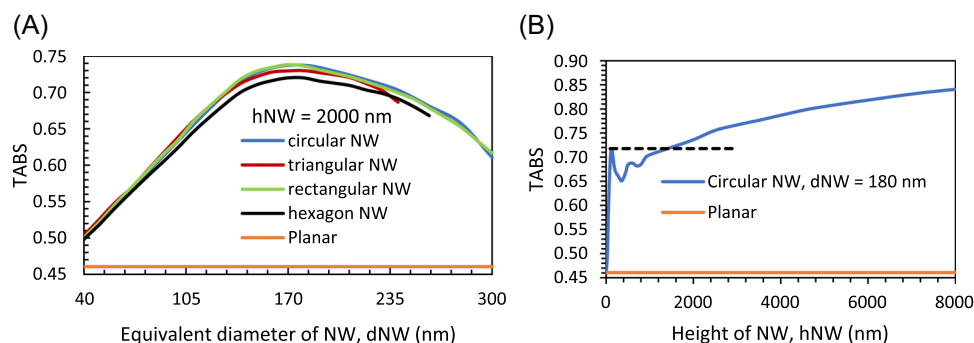 (A)
0.75
0.70
0.65
0.60
0.55
0.50
0.45
TABS
hNW = 2000 nm
circular NW
triangular NW
rectangular NW
hexagon NW
Planar
40
105
170
235
300
Equivalent diameter of NW, dNW (nm)
(B)
0.90
0.85
0.80
0.75
0.70
0.65
0.60
0.55
0.50
0.45
TABS
Circular NW, dNW = 180 nm
Planar
0
2000
4000
6000
8000
Height of NW, hNW (nm)